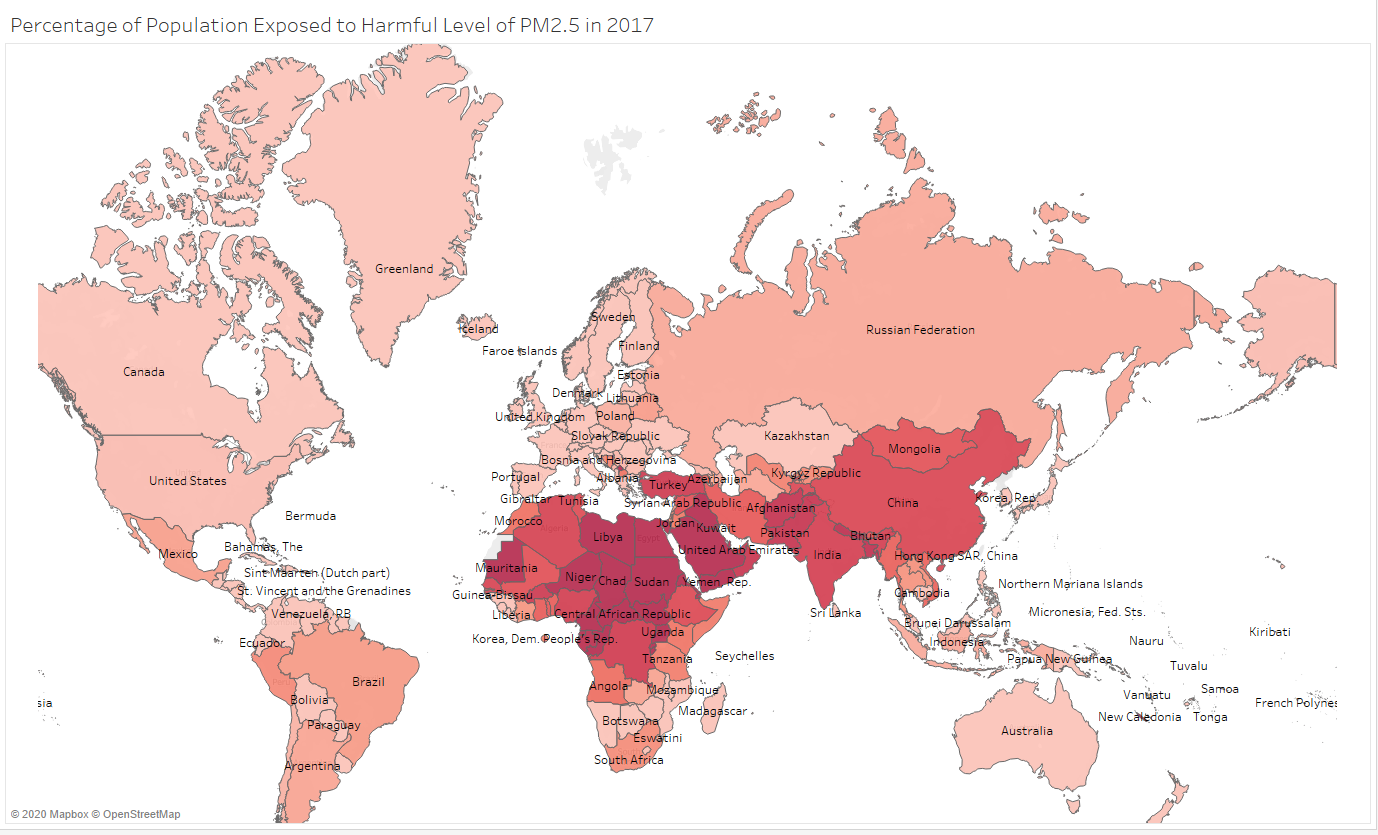 Percentage of Population Exposed to Harmful Level of PM2.5 in 2017
Greenland
Iceland
Sweden
Russian Federation
Finland
Faroe Islands
Canada
Estonia
Denmark
Lithuania
United Kingdom
Poland
Slovak Republic
Kazakhstan
Mongolia
Bosnia and Herzegovina
United States
Portugal
Albania
Turkey
Azerbaijan
Kyrgyz Republic
Gibraltar
Tunisia
Syrian Arab Republic
Afghanistan
China
Korea, Rep.
Bermuda
Morocco
Algeria
Libya
Egypt
Jordan
Kuwait
Pakistan
Bhutan
Mexico
Bahamas, The
United Arab Emirates
India
Hong Kong SAR, China
Sint Maarten (Dutch part)
Mauritania
Niger
Chad
Sudan
Yemen, Rep.
Northern Mariana Islands
St. Vincent and the Grenadines
Guinea-Bissau
Cambodia
Venezuela, RB
Liberia
Central African Republic
Sri Lanka
Micronesia, Fed. Sts.
Brunei Darussalam
Ecuador
Korea, Dem. People's Rep.
Uganda
Indonesia
Nauru
Kiribati
Tanzania
Seychelles
Papua New Guinea
Tuvalu
Peru
Brazil
Angola
Mozambique
Samoa
Bolivia
Vanuatu
sia
Madagascar
French Polynes
Paraguay
Botswana
New Caledonia
Tonga
Australia
Eswatini
Argentina
South Africa
© 2020 Mapbox © OpenStreetMap